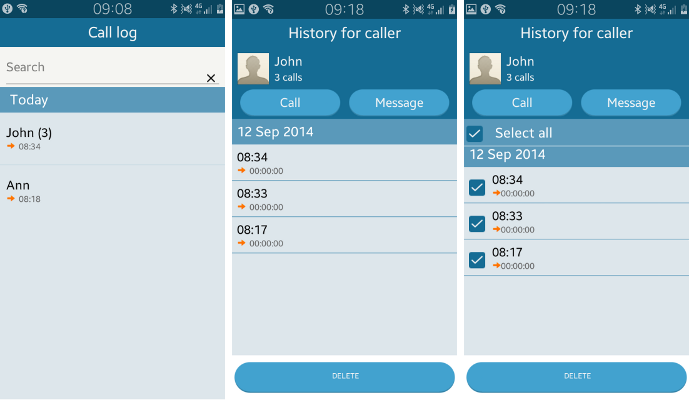 09:08
Call log
Search
Today
John (3)
08:34
Ann
08:18
4G 09:18
History for caller
John
3 calls
Call Message
12 Sep 2014
08:34
00:00:00
08:33
00:00:00
08:17
00:00:00
DELETE
4G 09:18
History for caller
John
3 calls
Call Message
Select all
12 Sep 2014
08:34
00:00:00
08:33
00:00:00
08:17
00:00:00
DELETE